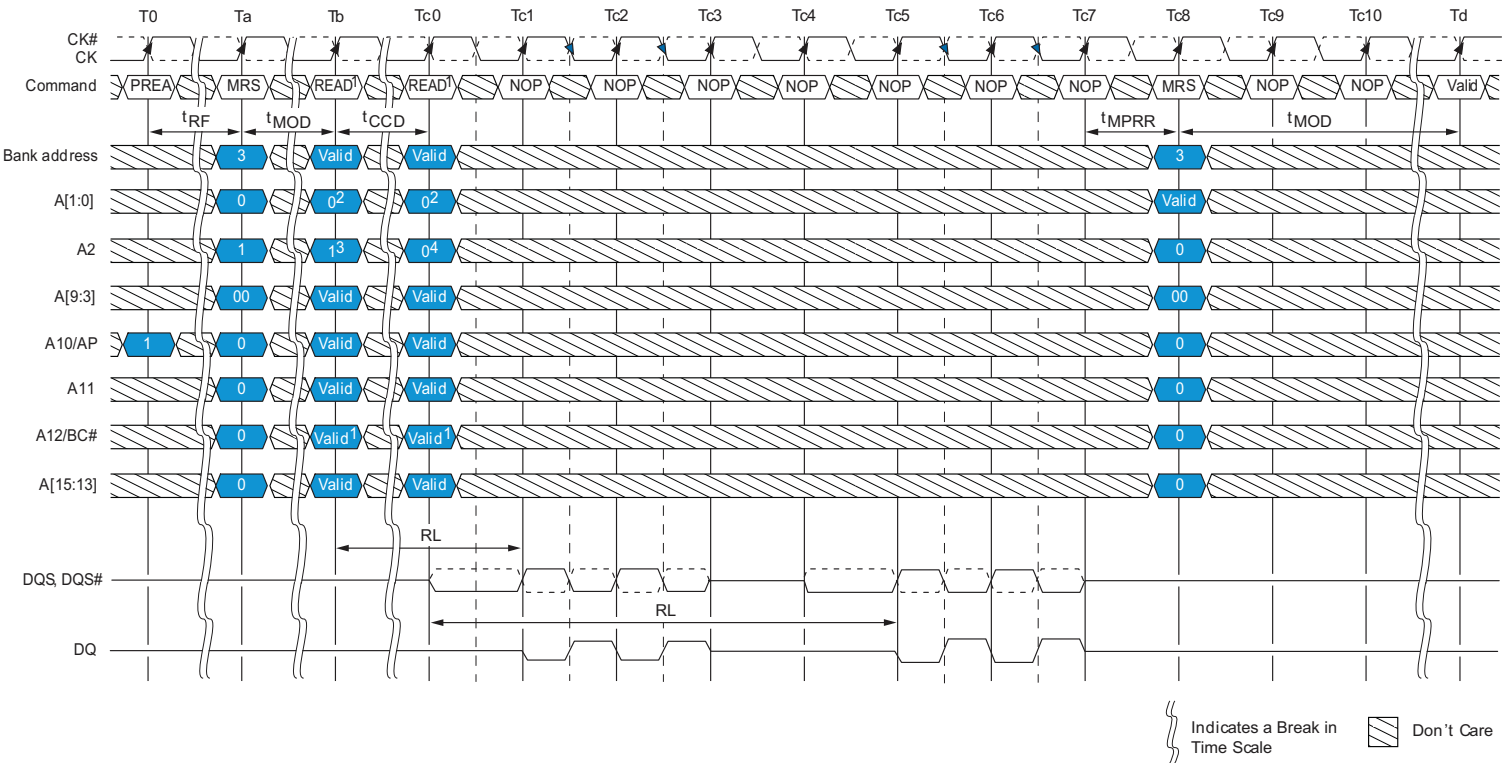 T0 Ta Tb Tc0 Tc1 Tc2 Tc3 Tc4 Tc5 Tc6 Tc7 Tc8 Tc9 Tc10 Td
CK#
CK
Command PREA MRS READ1 READ1 NOP NOP NOP NOP NOP NOP NOP MRS NOP NOP Valid
tRF tMOD tCCD tMPRR tMOD
Bank address 3 Valid Valid 3
A[1:0] 0 02 02 Valid
A2 1 13 04 0
A[9:3] 00 Valid Valid 00
A10/AP 1 0 Valid Valid 0
A11 0 Valid Valid 0
A12/BC# 0 Valid1 Valid1 0
A[15:13] 0 Valid Valid 0
RL
DQS, DQS#
RL
DQ
Indicates a Break in
Time Scale
Don't Care